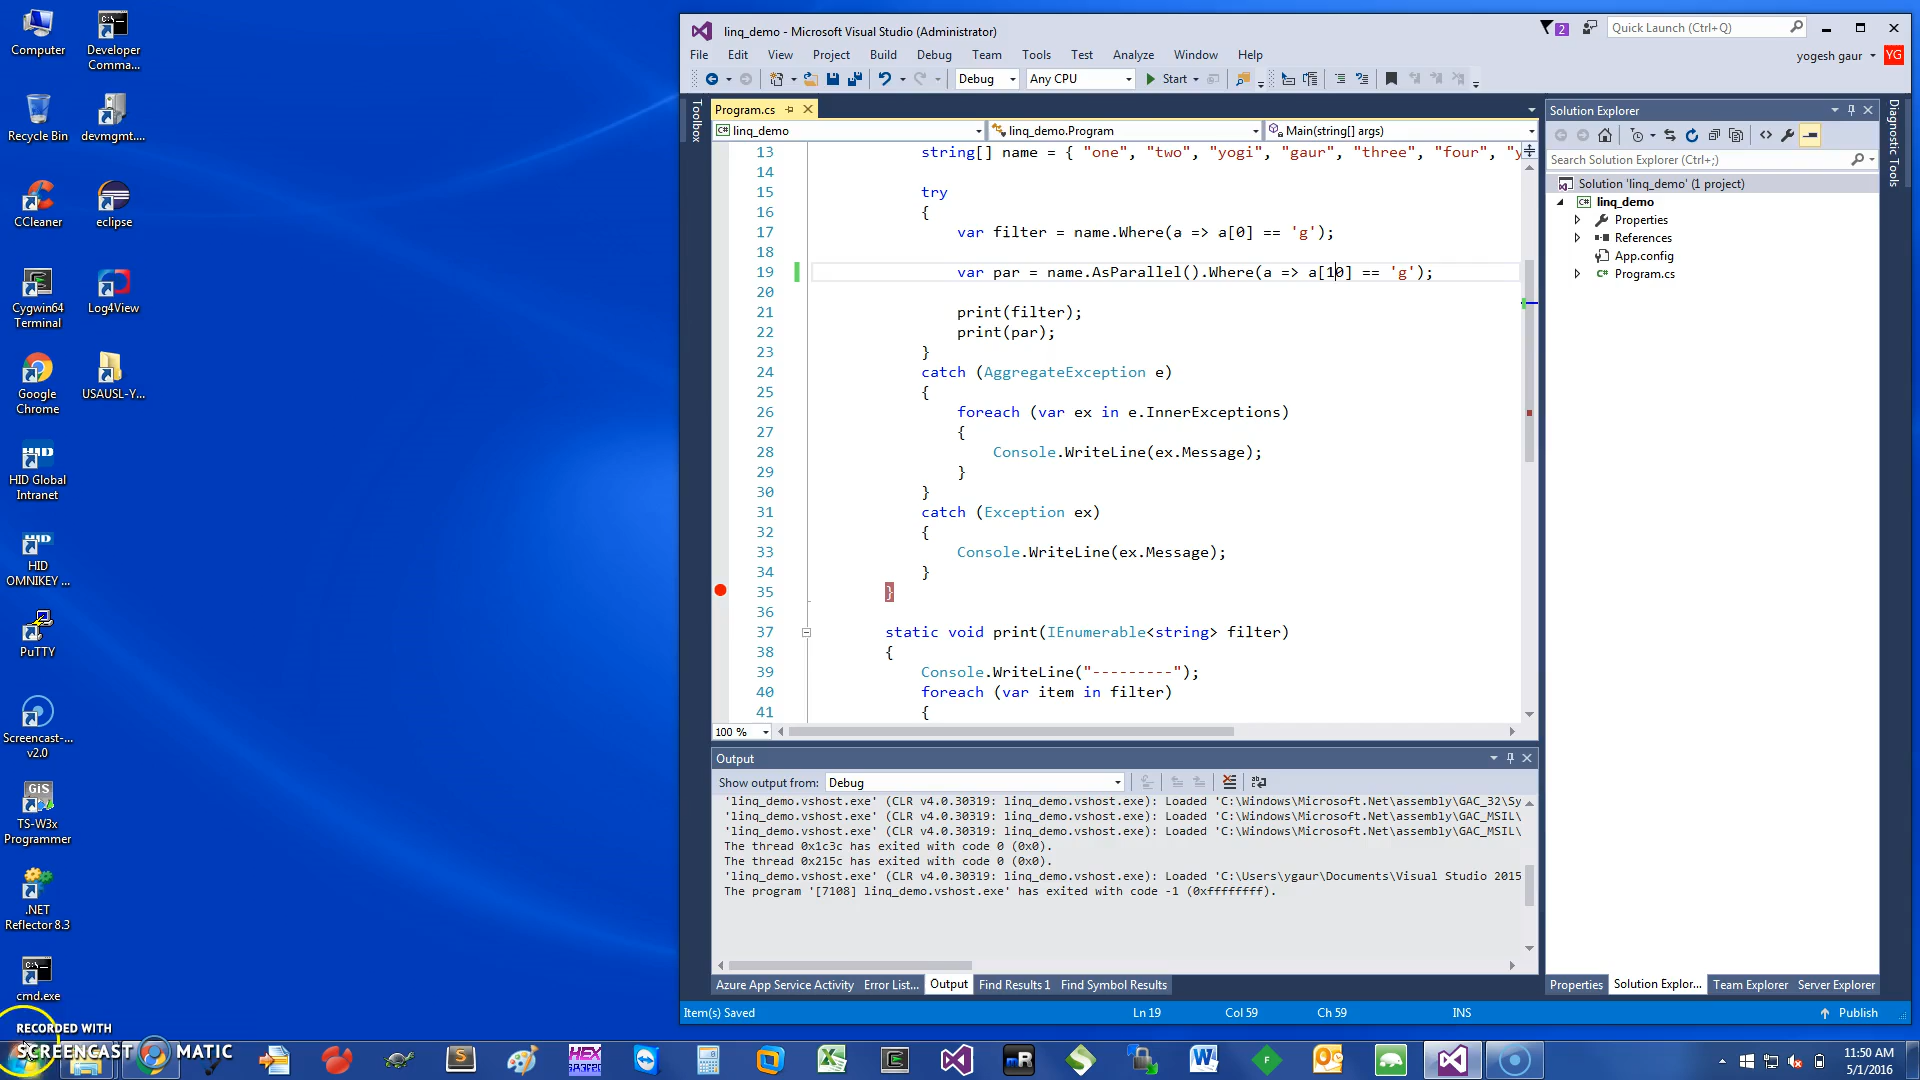 Computer
Developer
Comma...
Recycle Bin
devmgmt....
CCleaner
eclipse
Cygwin64
Terminal
Log4View
Google
Chrome
USAUSL-Y...
HID Global
Intranet
HID
OMNIKEY ...
PuTTY
Screencast-...
v2.0
GiS
TS-W3x
Programmer
.NET
Reflector 8.3
cmd.exe
RECORDED WITH
SCREENCAST MATIC
linq_demo - Microsoft Visual Studio (Administrator)
2
Quick Launch (Ctrl+Q)
File Edit View Project Build Debug Team Tools Test Analyze Window Help
yogesh gaur YG
Debug Any CPU Start
Toolbox
Program.cs
linq_demo linq_demo.Program Main(string[] args)
13 string[] name = { "one", "two", "yogi", "gaur", "three", "four", "y
14
15 try
16 {
17 var filter = name.Where(a => a[0] == 'g');
18
19 var par = name.AsParallel().Where(a => a[10] == 'g');
20
21 print(filter);
22 print(par);
23 }
24 catch (AggregateException e)
25 {
26 foreach (var ex in e.InnerExceptions)
27 {
28 Console.WriteLine(ex.Message);
29 }
30 }
31 catch (Exception ex)
32 {
33 Console.WriteLine(ex.Message);
34 }
35 }
36
37 static void print(IEnumerable<string> filter)
38 {
39 Console.WriteLine("---------");
40 foreach (var item in filter)
41 {
100 %
Output
Show output from: Debug
'linq_demo.vshost.exe' (CLR v4.0.30319: linq_demo.vshost.exe): Loaded 'C:\Windows\Microsoft.Net\assembly\GAC_32\Sy
'linq_demo.vshost.exe' (CLR v4.0.30319: linq_demo.vshost.exe): Loaded 'C:\Windows\Microsoft.Net\assembly\GAC_MSIL\
'linq_demo.vshost.exe' (CLR v4.0.30319: linq_demo.vshost.exe): Loaded 'C:\Windows\Microsoft.Net\assembly\GAC_MSIL\
The thread 0x1c3c has exited with code 0 (0x0).
The thread 0x215c has exited with code 0 (0x0).
'linq_demo.vshost.exe' (CLR v4.0.30319: linq_demo.vshost.exe): Loaded 'C:\Users\ygaur\Documents\Visual Studio 2015
The program '[7108] linq_demo.vshost.exe' has exited with code -1 (0xffffffff).
Azure App Service Activity Error List... Output Find Results 1 Find Symbol Results
Solution Explorer
Search Solution Explorer (Ctrl+;)
Solution 'linq_demo' (1 project)
linq_demo
Properties
References
App.config
Program.cs
Diagnostic Tools
Properties Solution Explor... Team Explorer Server Explorer
Item(s) Saved Ln 19 Col 59 Ch 59 INS Publish
11:50 AM
5/1/2016